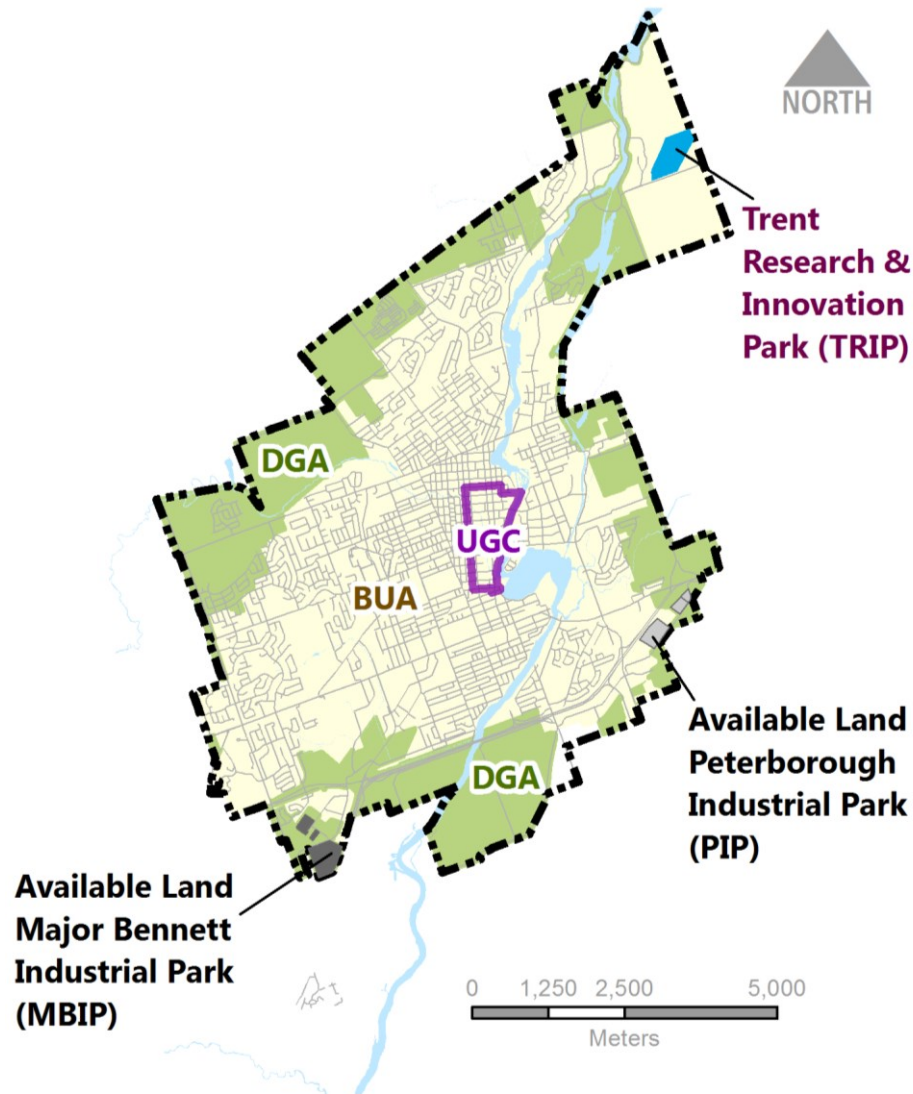 NORTH
Trent
Research &
Innovation
Park (TRIP)
DGA
UGC
BUA
DGA
Available Land
Peterborough
Industrial Park
(PIP)
Available Land
Major Bennett
Industrial Park
(MBIP)
0 1,250 2,500 5,000
Meters